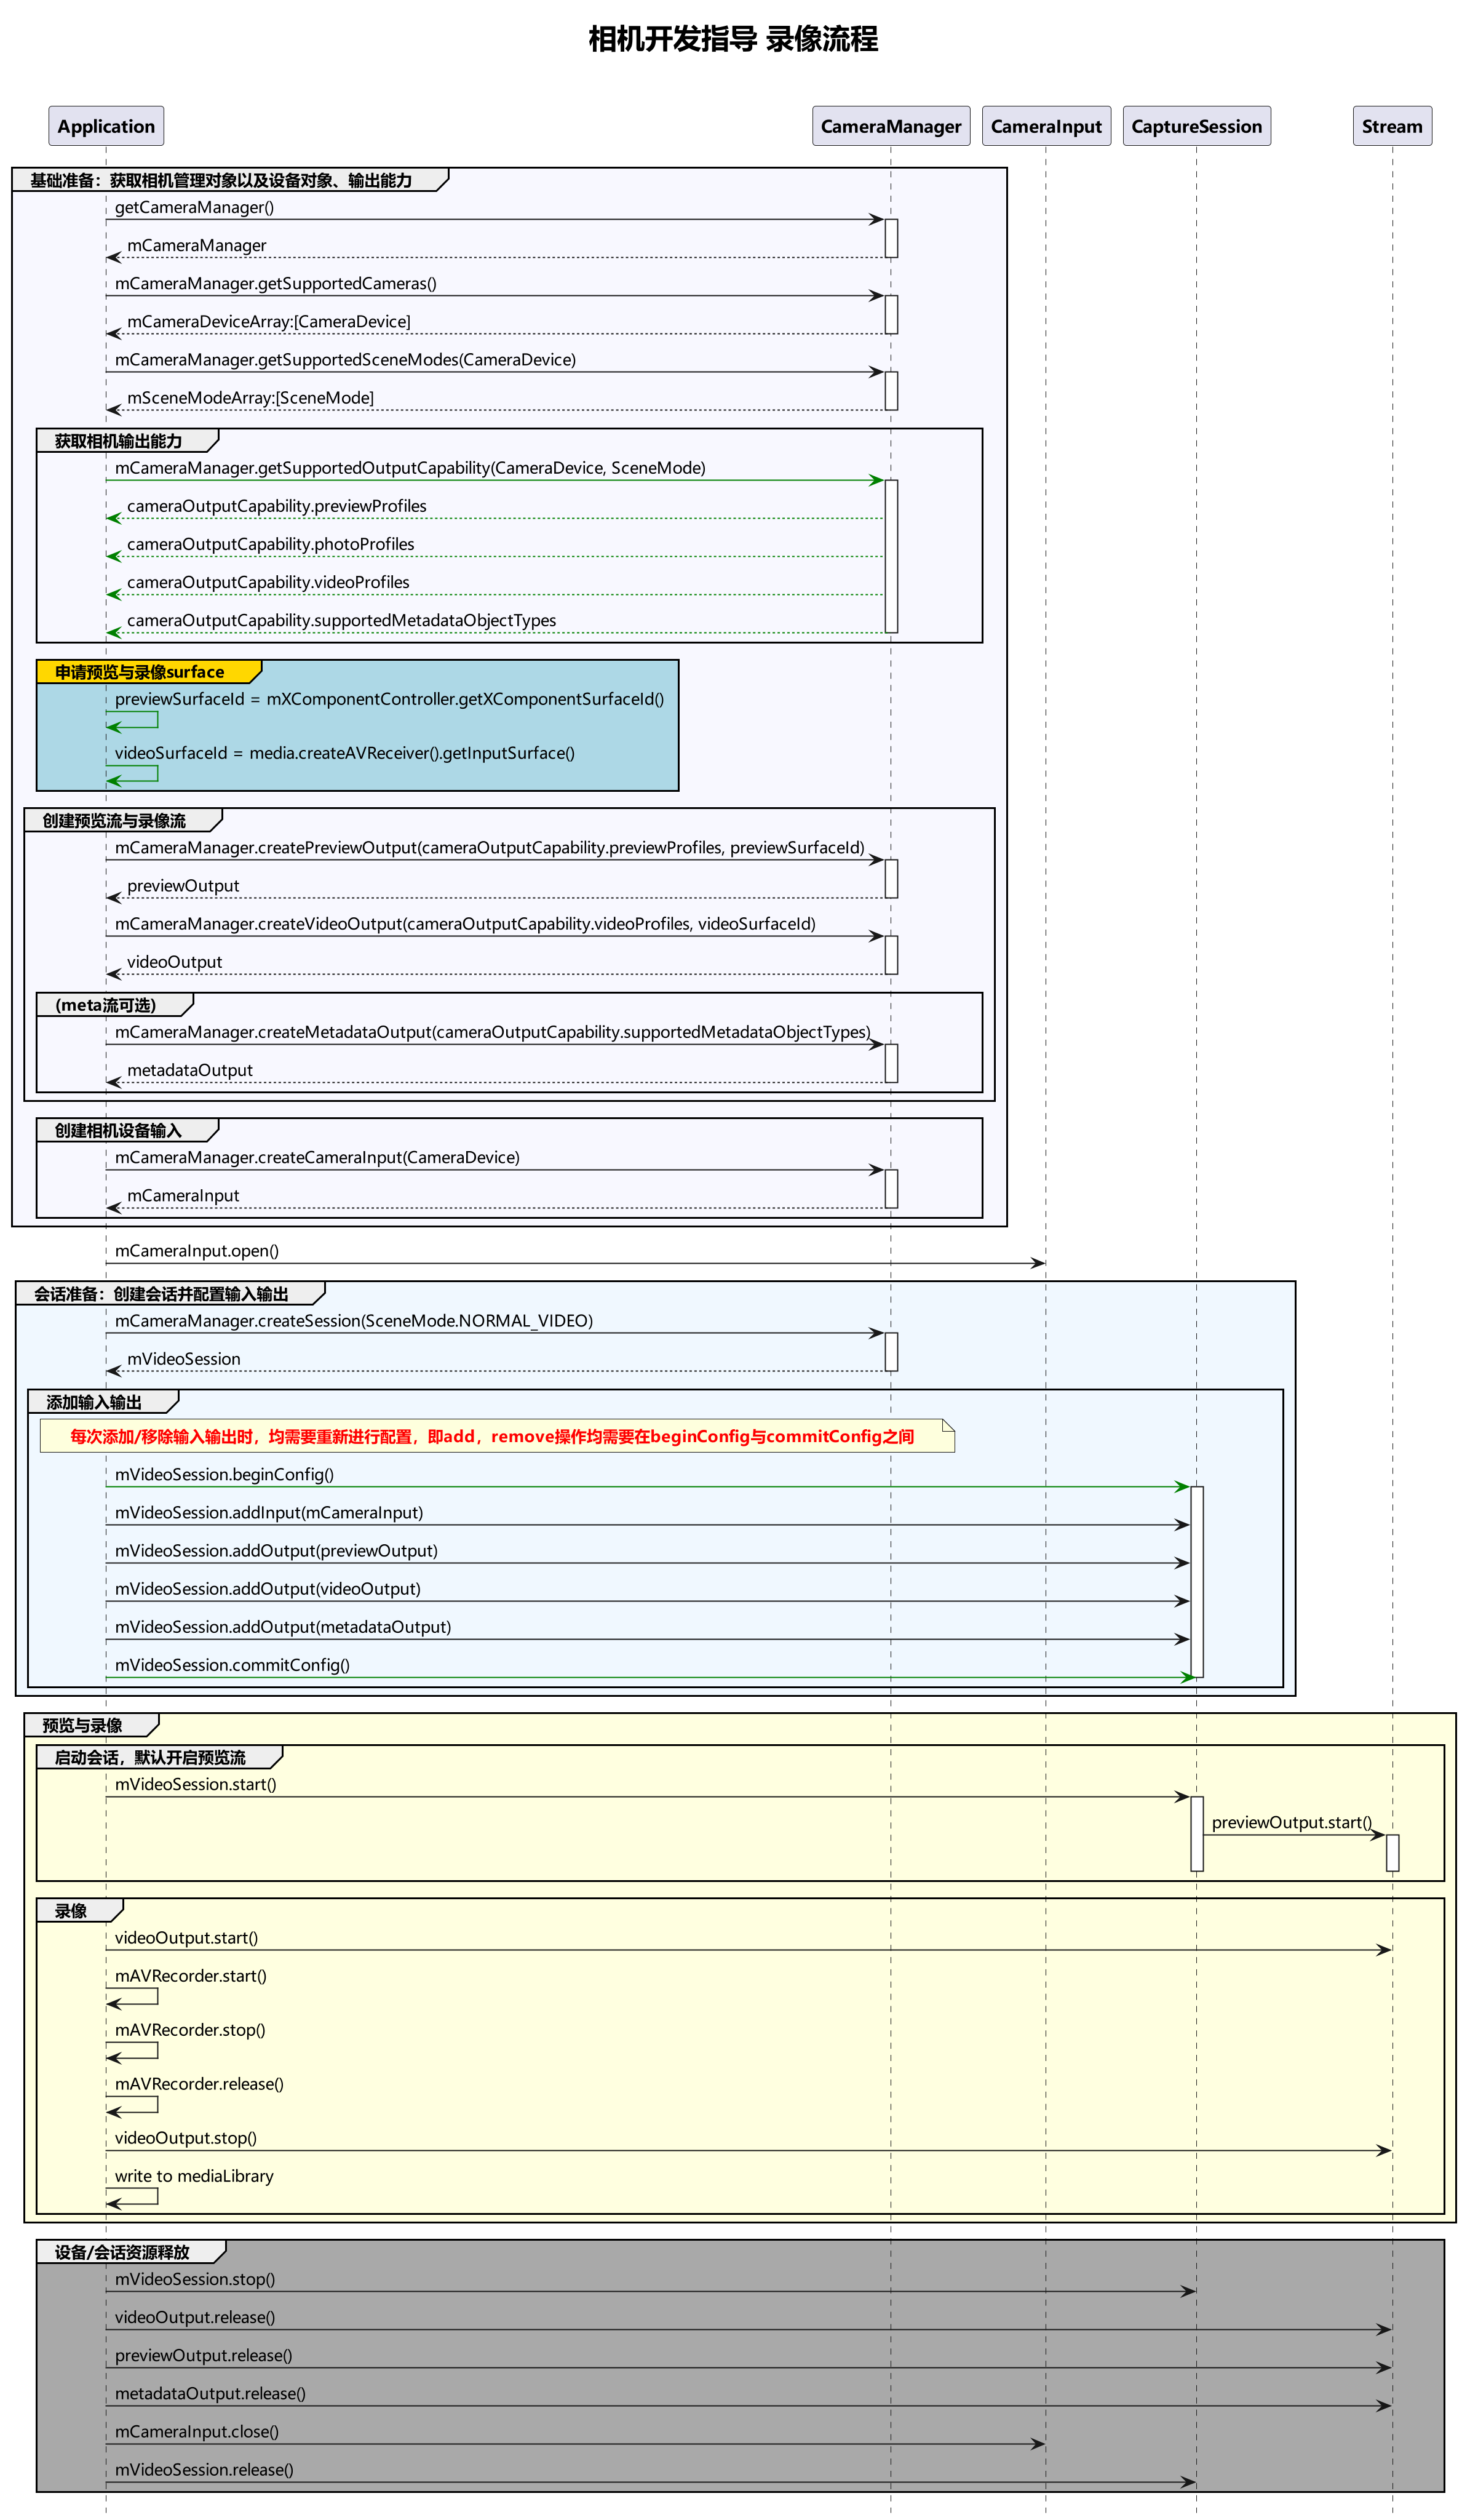 相机开发指导 录像流程
Application
CameraManager
CameraInput
CaptureSession
Stream
基础准备：获取相机管理对象以及设备对象、输出能力
getCameraManager()
mCameraManager
mCameraManager.getSupportedCameras()
mCameraDeviceArray:[CameraDevice]
mCameraManager.getSupportedSceneModes(CameraDevice)
mSceneModeArray:[SceneMode]
获取相机输出能力
mCameraManager.getSupportedOutputCapability(CameraDevice, SceneMode)
cameraOutputCapability.previewProfiles
cameraOutputCapability.photoProfiles
cameraOutputCapability.videoProfiles
cameraOutputCapability.supportedMetadataObjectTypes
申请预览与录像surface
previewSurfaceId = mXComponentController.getXComponentSurfaceId()
videoSurfaceId = media.createAVReceiver().getInputSurface()
创建预览流与录像流
mCameraManager.createPreviewOutput(cameraOutputCapability.previewProfiles, previewSurfaceId)
previewOutput
mCameraManager.createVideoOutput(cameraOutputCapability.videoProfiles, videoSurfaceId)
videoOutput
(meta流可选)
mCameraManager.createMetadataOutput(cameraOutputCapability.supportedMetadataObjectTypes)
metadataOutput
创建相机设备输入
mCameraManager.createCameraInput(CameraDevice)
mCameraInput
mCameraInput.open()
会话准备：创建会话并配置输入输出
mCameraManager.createSession(SceneMode.NORMAL_VIDEO)
mVideoSession
添加输入输出
每次添加/移除输入输出时，均需要重新进行配置，即add，remove操作均需要在beginConfig与commitConfig之间
mVideoSession.beginConfig()
mVideoSession.addInput(mCameraInput)
mVideoSession.addOutput(previewOutput)
mVideoSession.addOutput(videoOutput)
mVideoSession.addOutput(metadataOutput)
mVideoSession.commitConfig()
预览与录像
启动会话，默认开启预览流
mVideoSession.start()
previewOutput.start()
录像
videoOutput.start()
mAVRecorder.start()
mAVRecorder.stop()
mAVRecorder.release()
videoOutput.stop()
write to mediaLibrary
设备/会话资源释放
mVideoSession.stop()
videoOutput.release()
previewOutput.release()
metadataOutput.release()
mCameraInput.close()
mVideoSession.release()